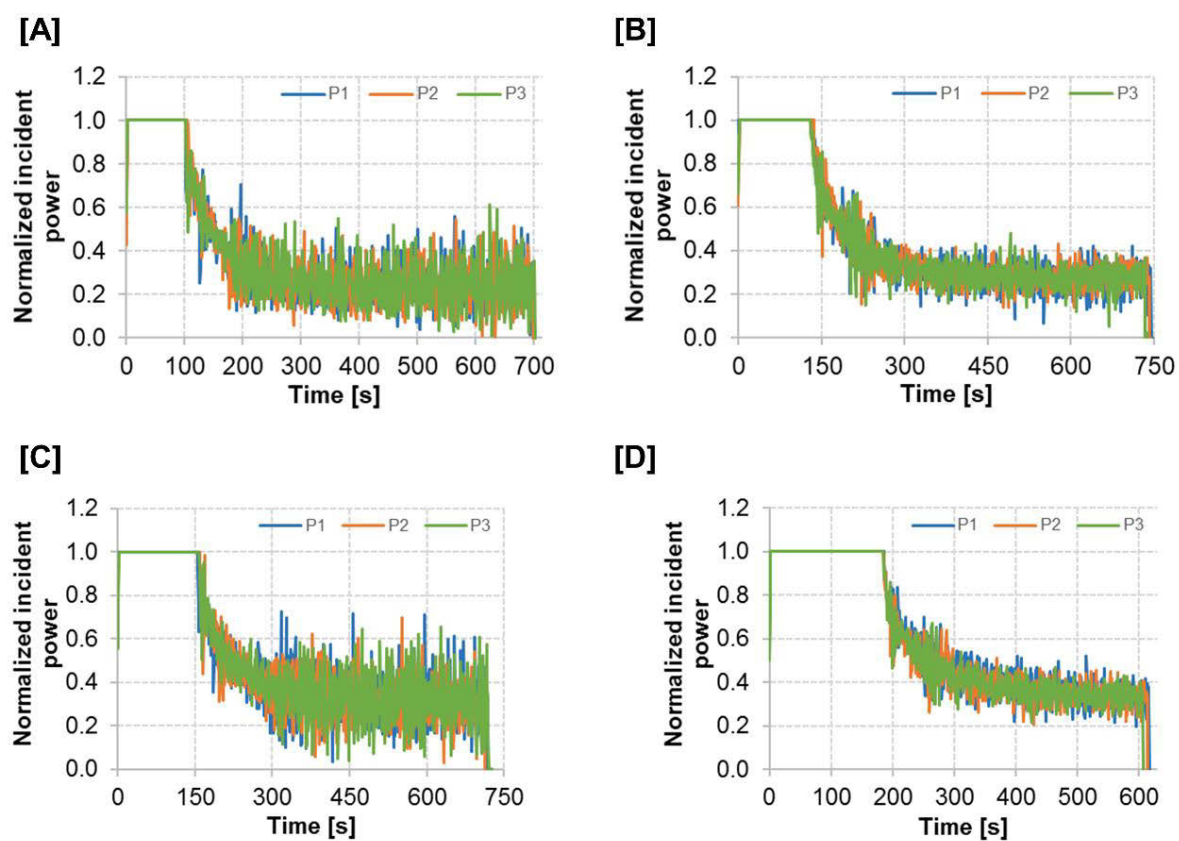 [A]
Normalized incident
power
1.2
1.0
0.8
0.6
0.4
0.2
0.0
P1 P2 P3
0 100 200 300 400 500 600 700
Time [s]
[B]
Normalized incident
power
1.2
1.0
0.8
0.6
0.4
0.2
0.0
P1 P2 P3
0 150 300 450 600 750
Time [s]
[C]
Normalized incident
power
1.2
1.0
0.8
0.6
0.4
0.2
0.0
P1 P2 P3
0 150 300 450 600 750
Time [s]
[D]
Normalized incident
power
1.2
1.0
0.8
0.6
0.4
0.2
0.0
P1 P2 P3
0 100 200 300 400 500 600
Time [s]